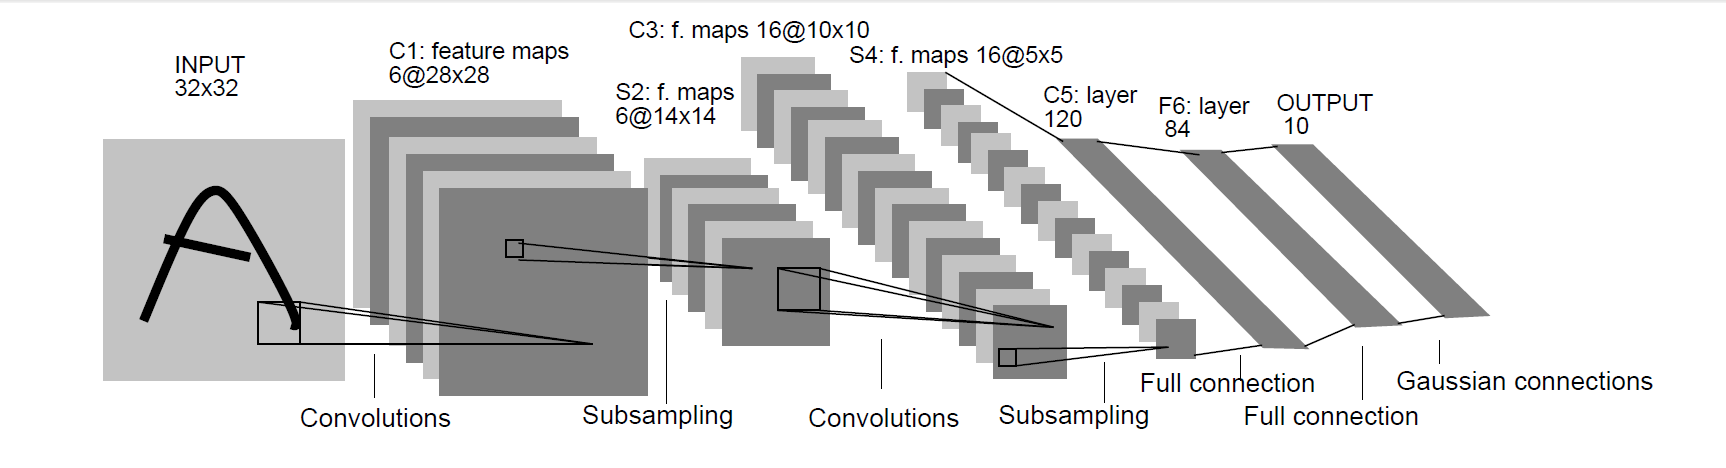 INPUT
32x32
C1: feature maps
6@28x28
S2: f. maps
6@14x14
C3: f. maps 16@10x10
S4: f. maps 16@5x5
C5: layer
120
F6: layer
84
OUTPUT
10
Convolutions
Subsampling
Convolutions
Subsampling
Full connection
Full connection
Gaussian connections